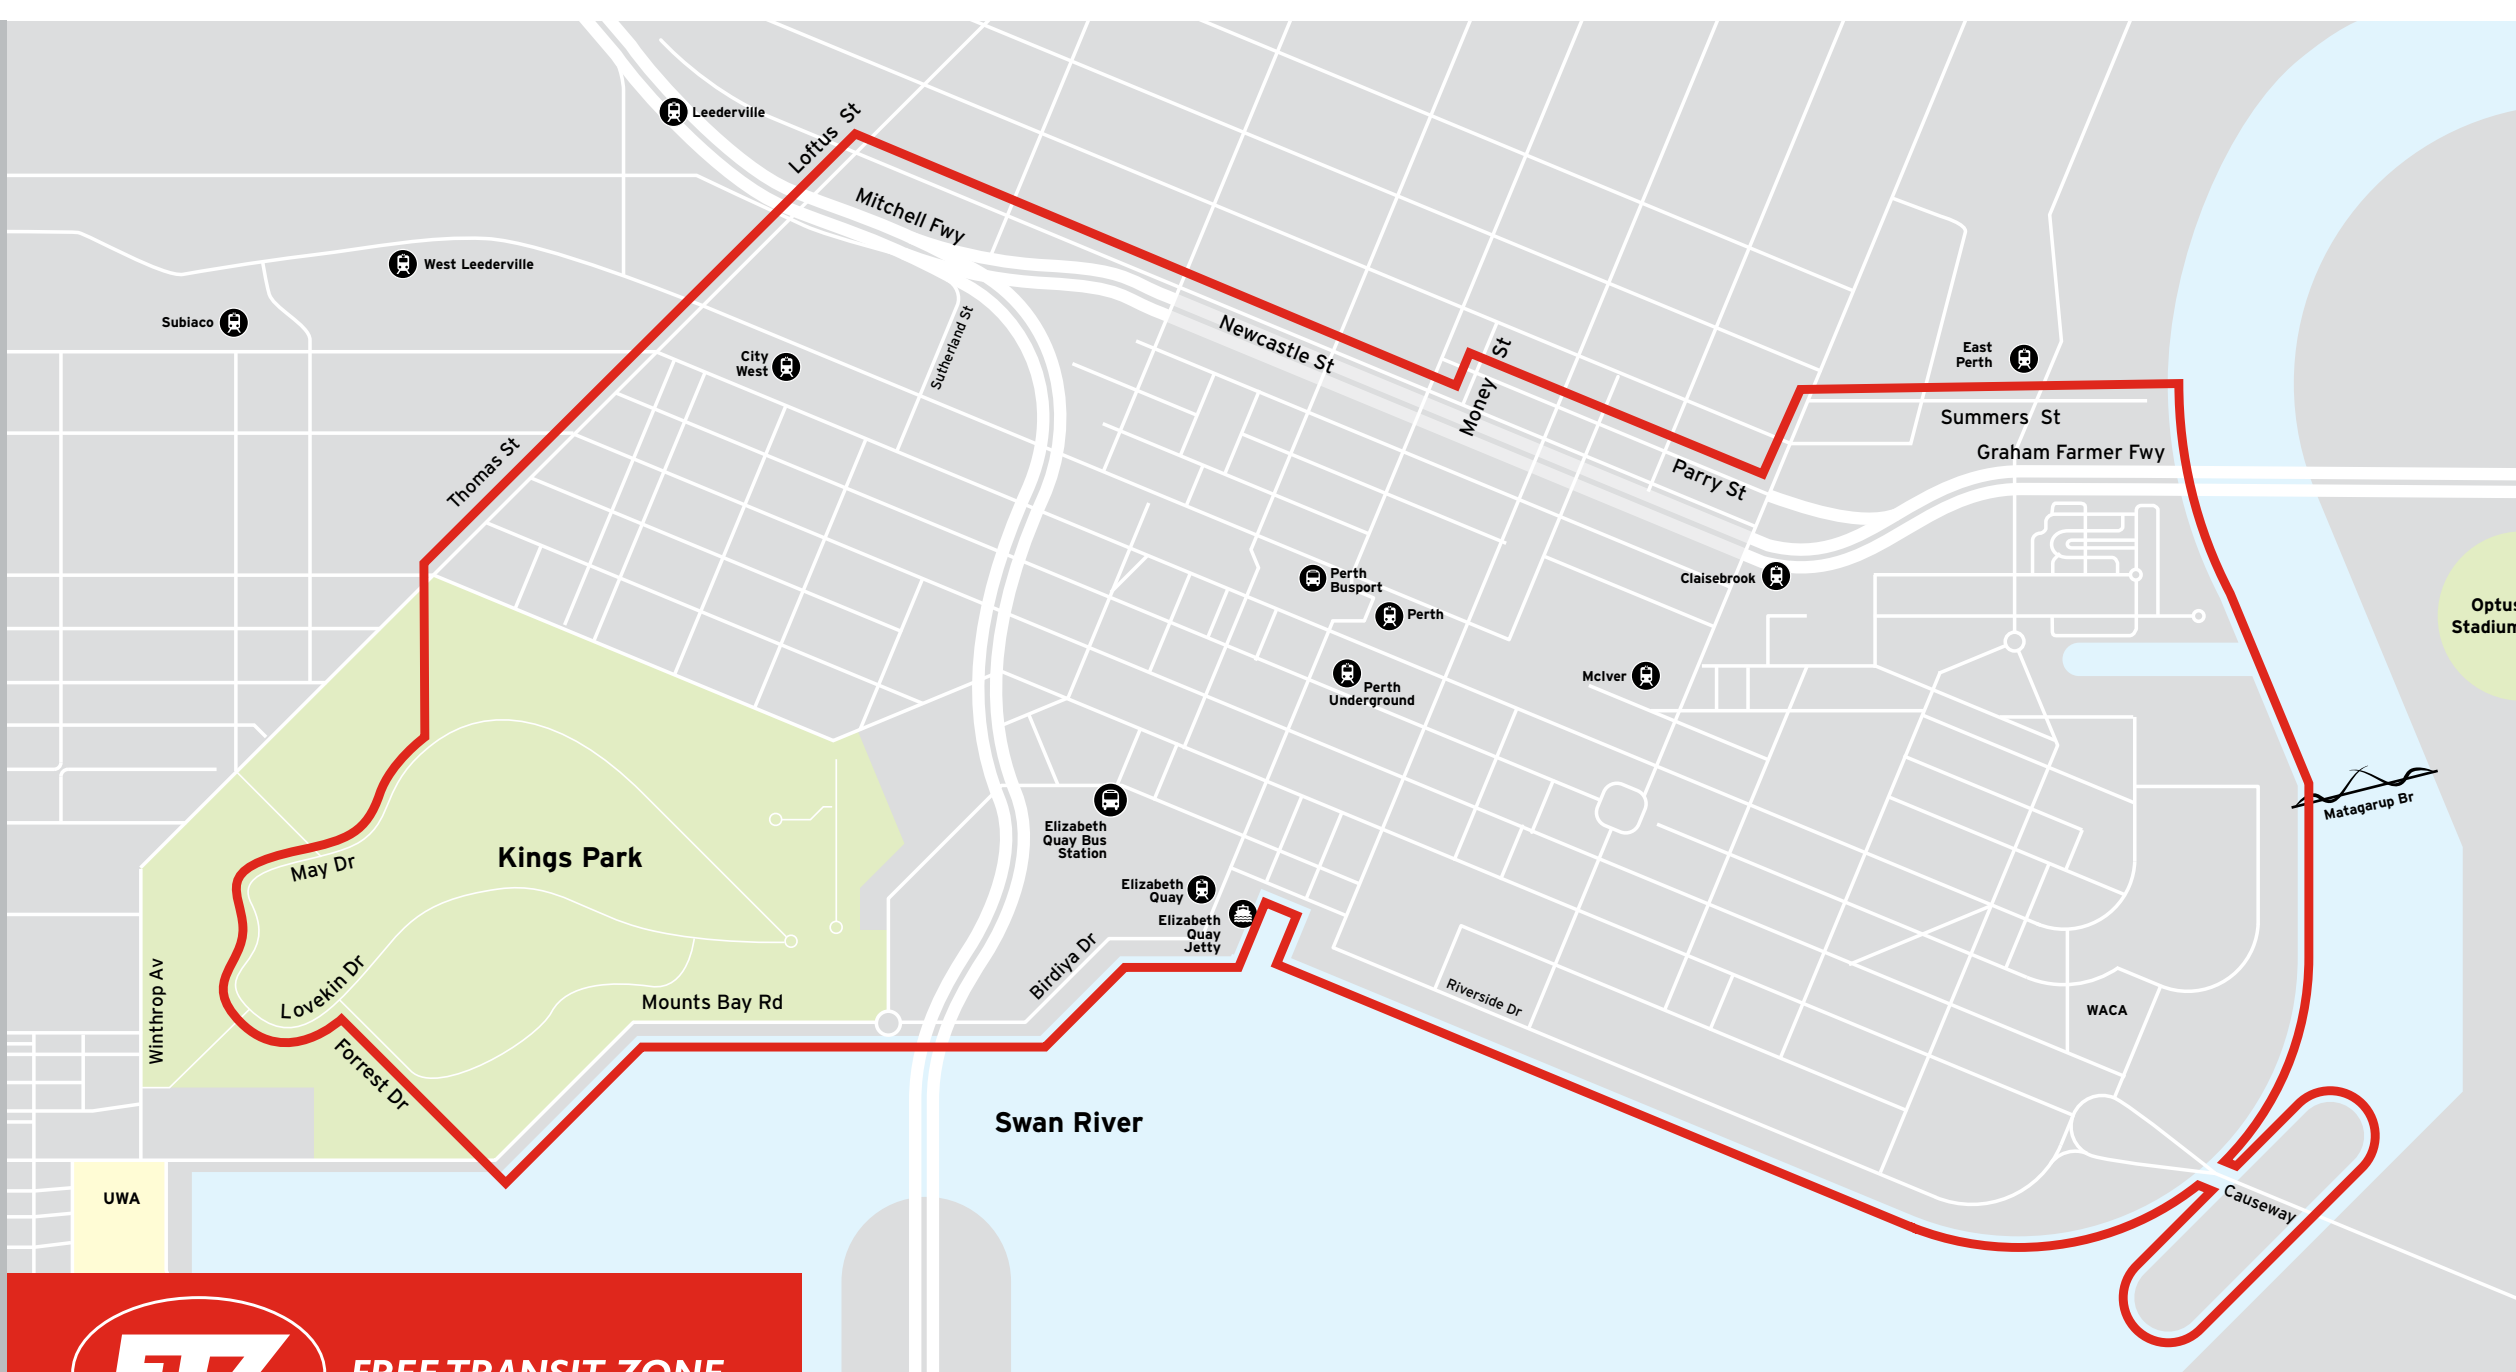 Leederville
Loftus St
Mitchell Fwy
West Leederville
Subiaco
City
West
Sutherland St
Newcastle St
Money St
East
Perth
Summers St
Graham Farmer Fwy
Thomas St
Parry St
Perth
Busport
Claisebrook
Perth
Optus
Stadium
McIver
Perth
Underground
Matagarup Br
Elizabeth
Quay Bus
Station
Kings Park
May Dr
Elizabeth
Quay
Elizabeth
Quay
Jetty
Birdiya Dr
Lovekin Dr
Winthrop Av
Mounts Bay Rd
Riverside Dr
WACA
Forrest Dr
Swan River
UWA
Causeway
FREE TRANSIT ZONE